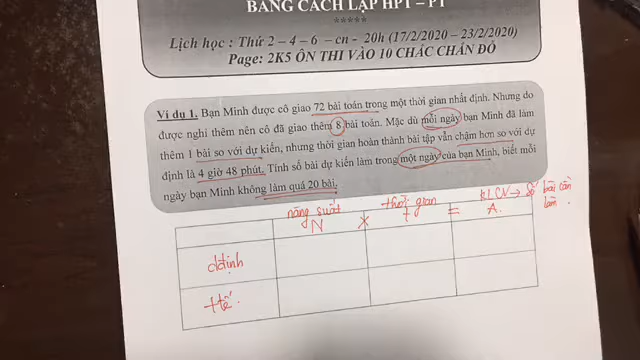 BẰNG CÁCH LẬP HPT – PT
*****
Lịch học : Thứ 2 – 4 – 6 – cn - 20h (17/2/2020 – 23/2/2020)
Page: 2K5 ÔN THI VÀO 10 CHẮC CHẮN ĐỖ
Ví dụ 1. Bạn Minh được cô giao 72 bài toán trong một thời gian nhất định. Nhưng do
được nghỉ thêm nên cô đã giao thêm 8 bài toán. Mặc dù mỗi ngày bạn Minh đã làm
thêm 1 bài so với dự kiến, nhưng thời gian hoàn thành bài tập vẫn chậm hơn so với dự
định là 4 giờ 48 phút. Tính số bài dự kiến làm trong một ngày của bạn Minh, biết mỗi
ngày bạn Minh không làm quá 20 bài.
năng suất thời gian KLCV → Số bài cần làm.
N × t = A.
dự định
t tế.